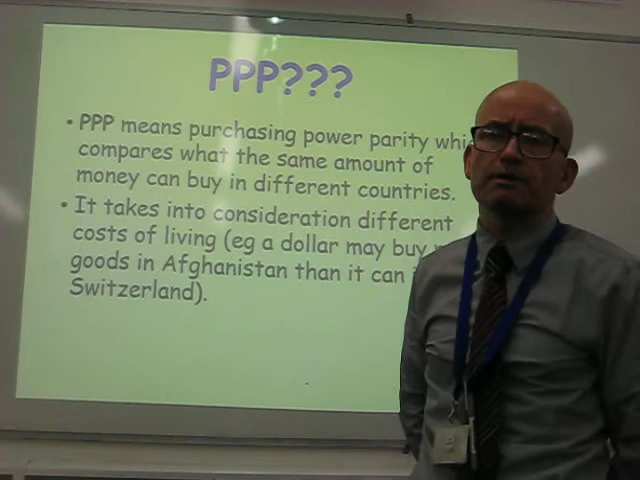 PPP???
• PPP means purchasing power parity whi
compares what the same amount of
money can buy in different countries.
• It takes into consideration different
costs of living (eg a dollar may buy
goods in Afghanistan than it can
Switzerland).